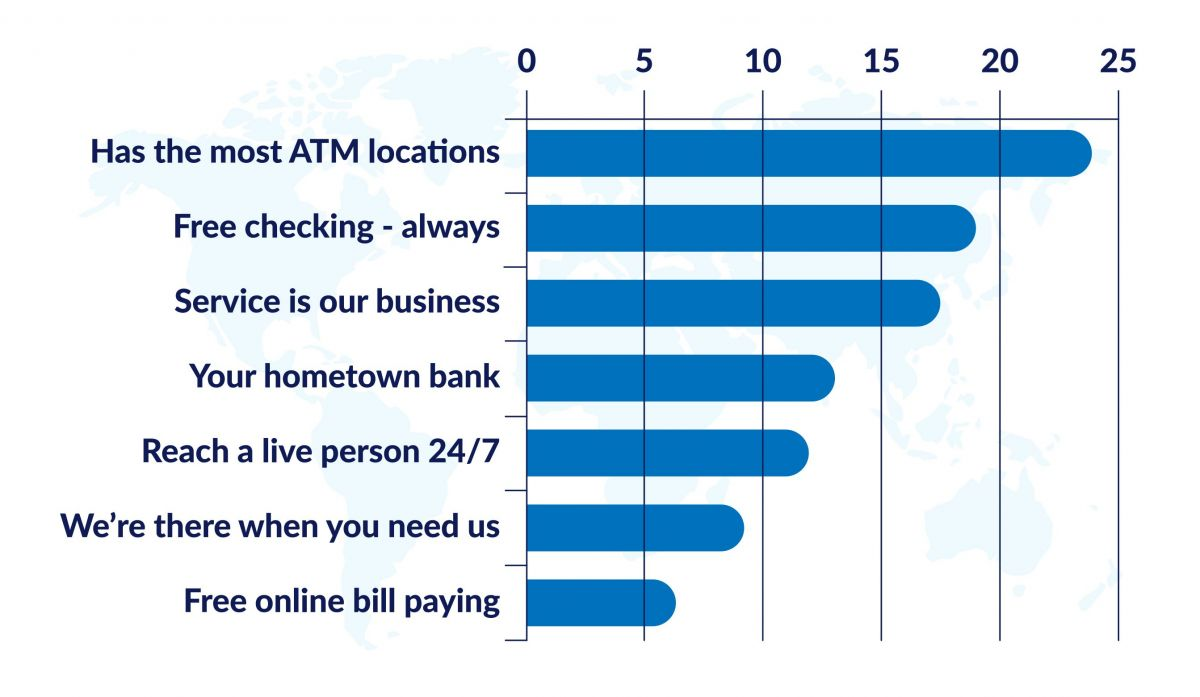 0 5 10 15 20 25
Has the most ATM locations
Free checking - always
Service is our business
Your hometown bank
Reach a live person 24/7
We’re there when you need us
Free online bill paying